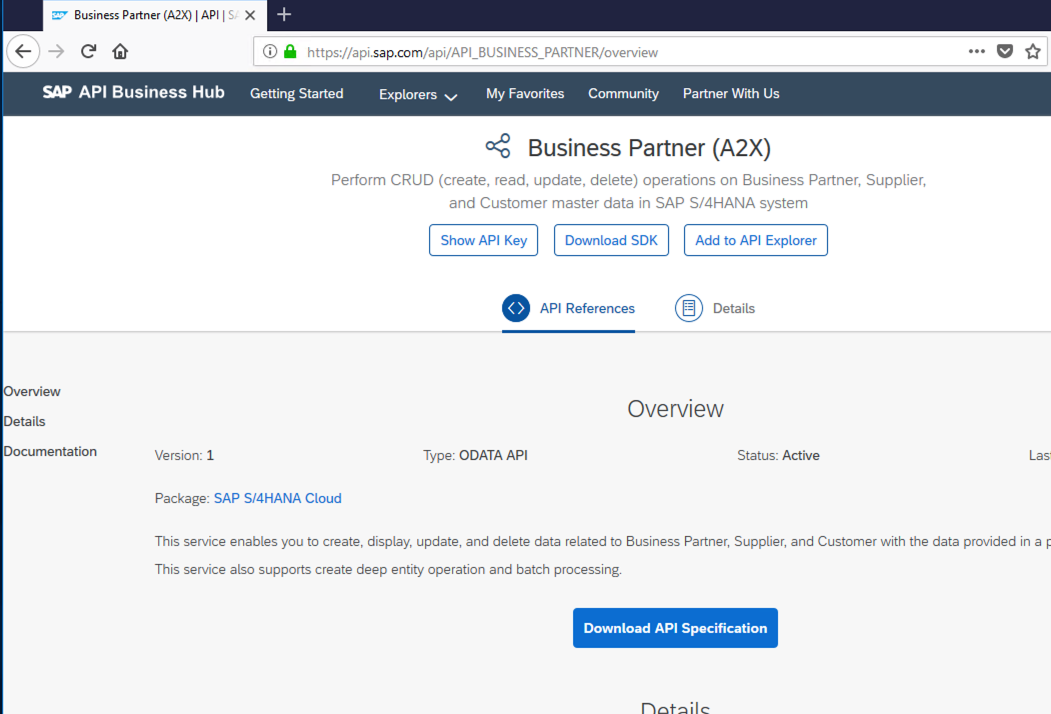 Business Partner (A2X) | API | SA
https://api.sap.com/api/API_BUSINESS_PARTNER/overview
SAP API Business Hub Getting Started Explorers My Favorites Community Partner With Us
Business Partner (A2X)
Perform CRUD (create, read, update, delete) operations on Business Partner, Supplier,
and Customer master data in SAP S/4HANA system
Show API Key Download SDK Add to API Explorer
API References Details
Overview
Details
Documentation
Overview
Version: 1 Type: ODATA API Status: Active Las
Package: SAP S/4HANA Cloud
This service enables you to create, display, update, and delete data related to Business Partner, Supplier, and Customer with the data provided in a p
This service also supports create deep entity operation and batch processing.
Download API Specification
Details